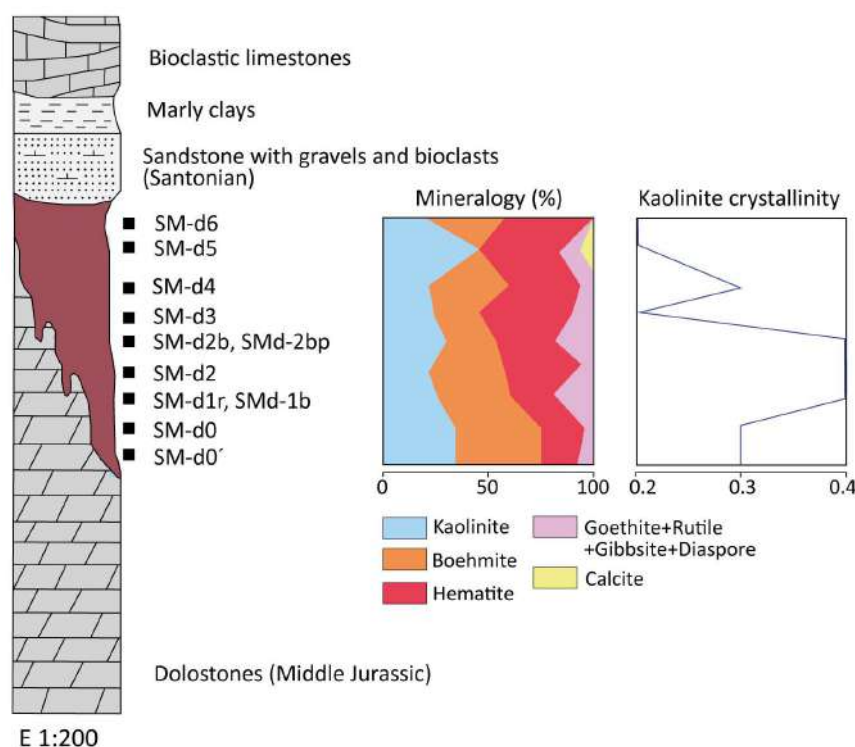 Bioclastic limestones
Marly clays
Sandstone with gravels and bioclasts
(Santonian)
Mineralogy (%)
Kaolinite crystallinity
SM-d6
SM-d5
SM-d4
SM-d3
SM-d2b, SMd-2bp
SM-d2
SM-d1r, SMd-1b
SM-d0
SM-d0´
0 50 100
0.2 0.3 0.4
Kaolinite
Boehmite
Hematite
Goethite+Rutile
+Gibbsite+Diaspore
Calcite
Dolostones (Middle Jurassic)
E 1:200